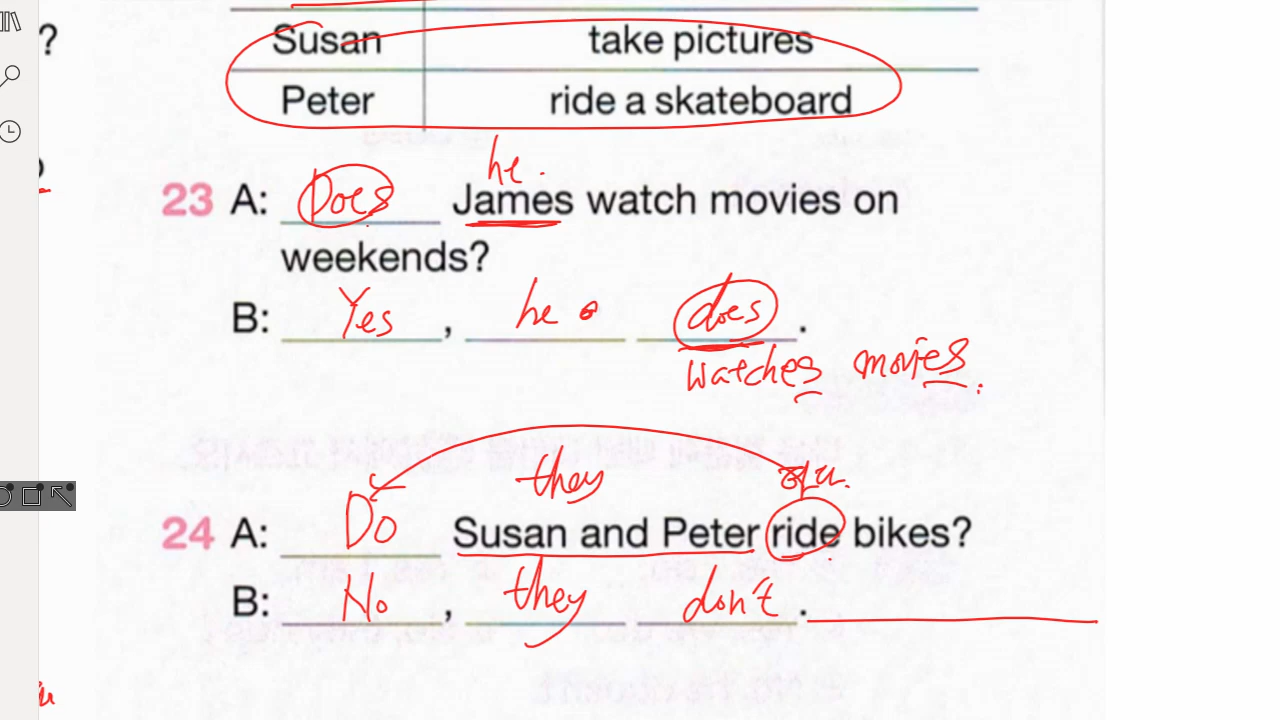 ?
Susan take pictures
Peter ride a skateboard
he.
23 A: Does James watch movies on
weekends?
B: Yes, he does.
watches movies.
they
24 A: Do Susan and Peter ride bikes?
B: No, they don't.